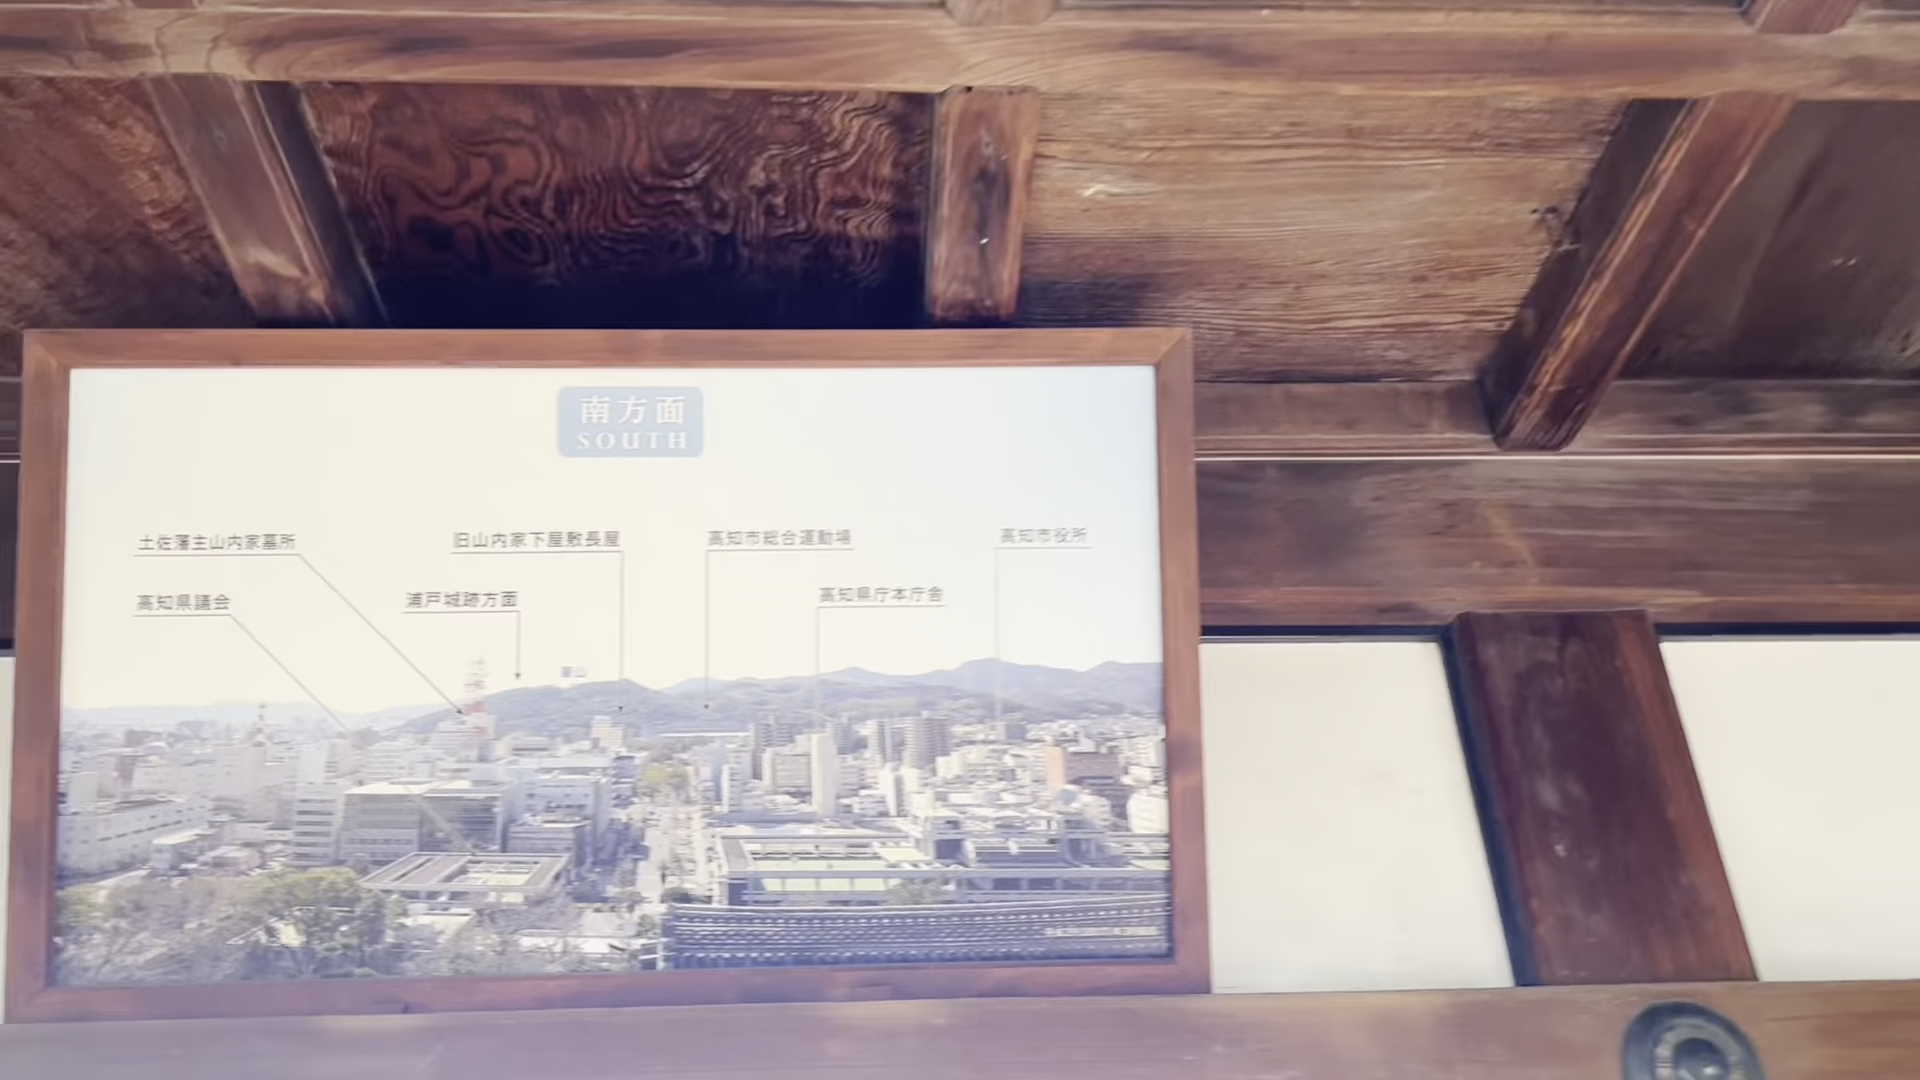 南方面
SOUTH
土佐藩主山内家墓所
旧山内家下屋敷長屋
高知市総合運動場
高知市役所
高知県議会
浦戸城跡方面
高知県庁本庁舎